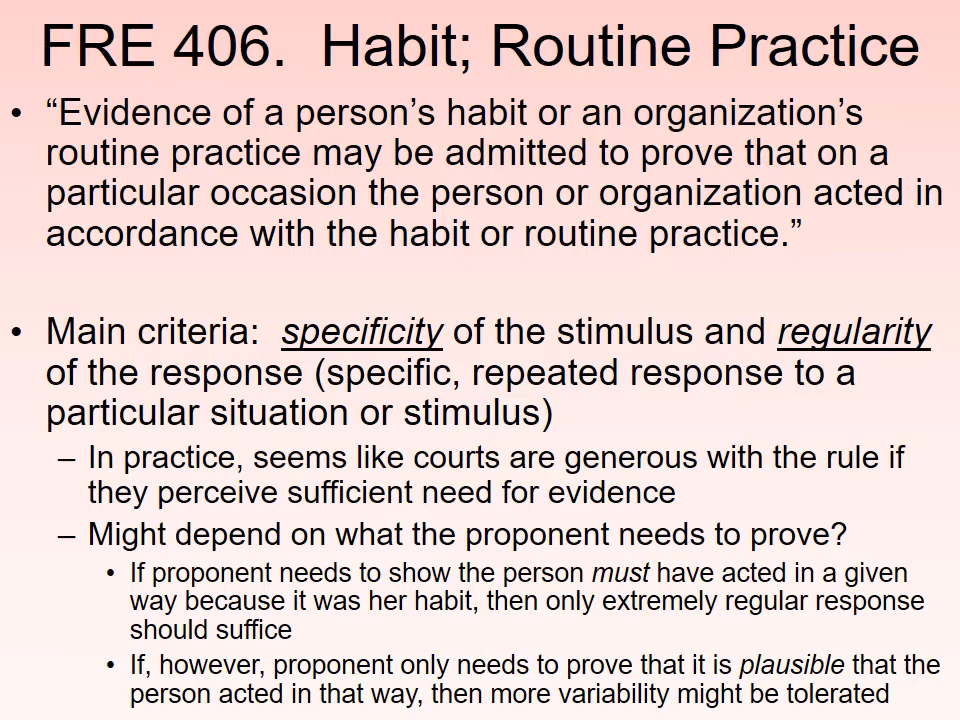 FRE 406.  Habit; Routine Practice
• “Evidence of a person’s habit or an organization’s
routine practice may be admitted to prove that on a
particular occasion the person or organization acted in
accordance with the habit or routine practice.”
• Main criteria:  specificity of the stimulus and regularity
of the response (specific, repeated response to a
particular situation or stimulus)
– In practice, seems like courts are generous with the rule if
they perceive sufficient need for evidence
– Might depend on what the proponent needs to prove?
• If proponent needs to show the person must have acted in a given
way because it was her habit, then only extremely regular response
should suffice
• If, however, proponent only needs to prove that it is plausible that the
person acted in that way, then more variability might be tolerated